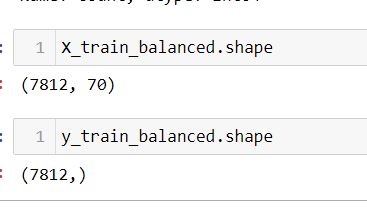 1 X_train_balanced.shape
(7812, 70)
1 y_train_balanced.shape
(7812,)